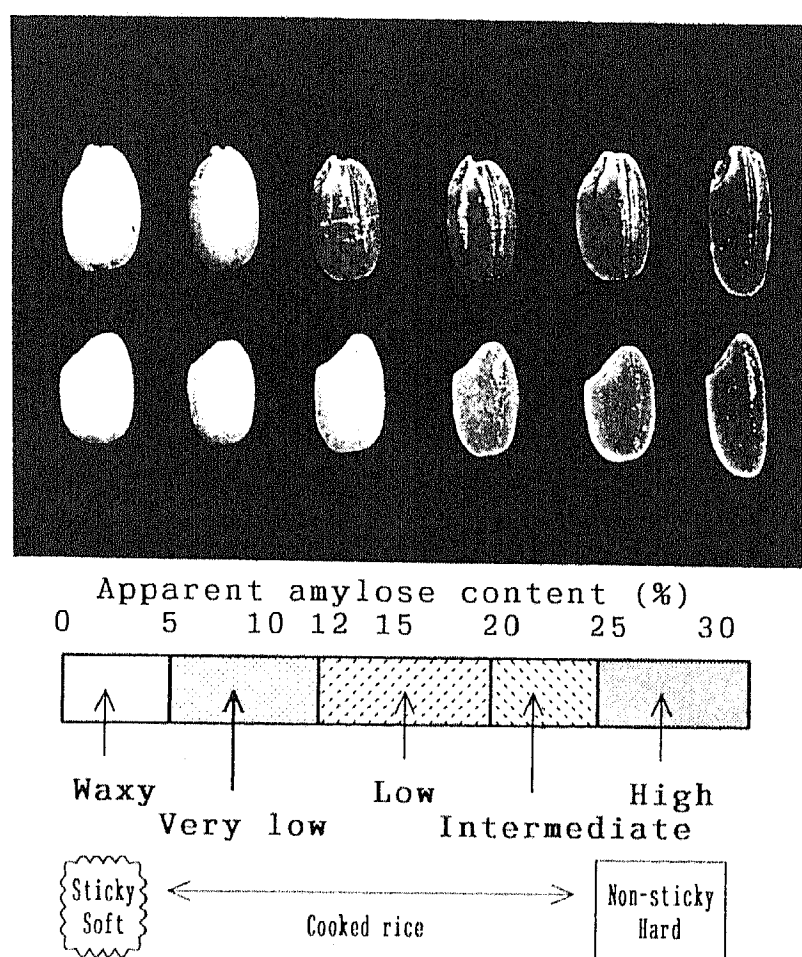 Apparent amylose content (%)
0 5 10 12 15 20 25 30
Waxy Low High
Very low Intermediate
Sticky
Soft
Cooked rice
Non-sticky
Hard